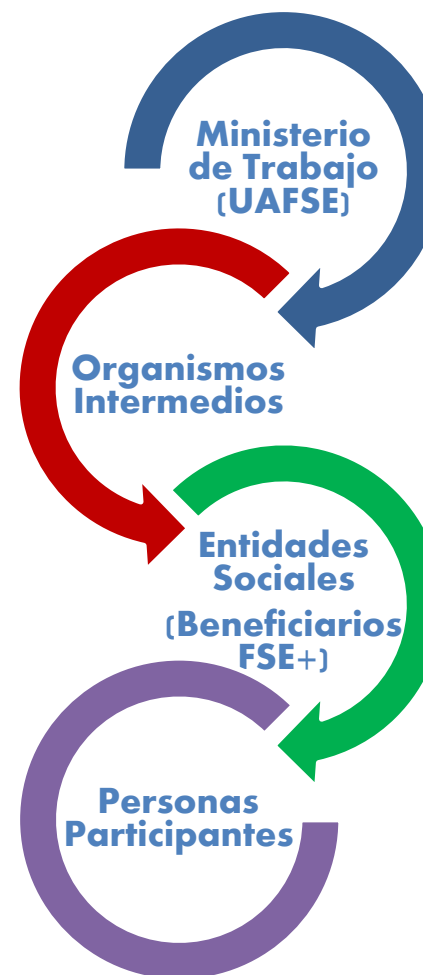 Ministerio
de Trabajo
(UAFSE)
Organismos
Intermedios
Entidades
Sociales
(Beneficiarios
FSE+)
Personas
Participantes